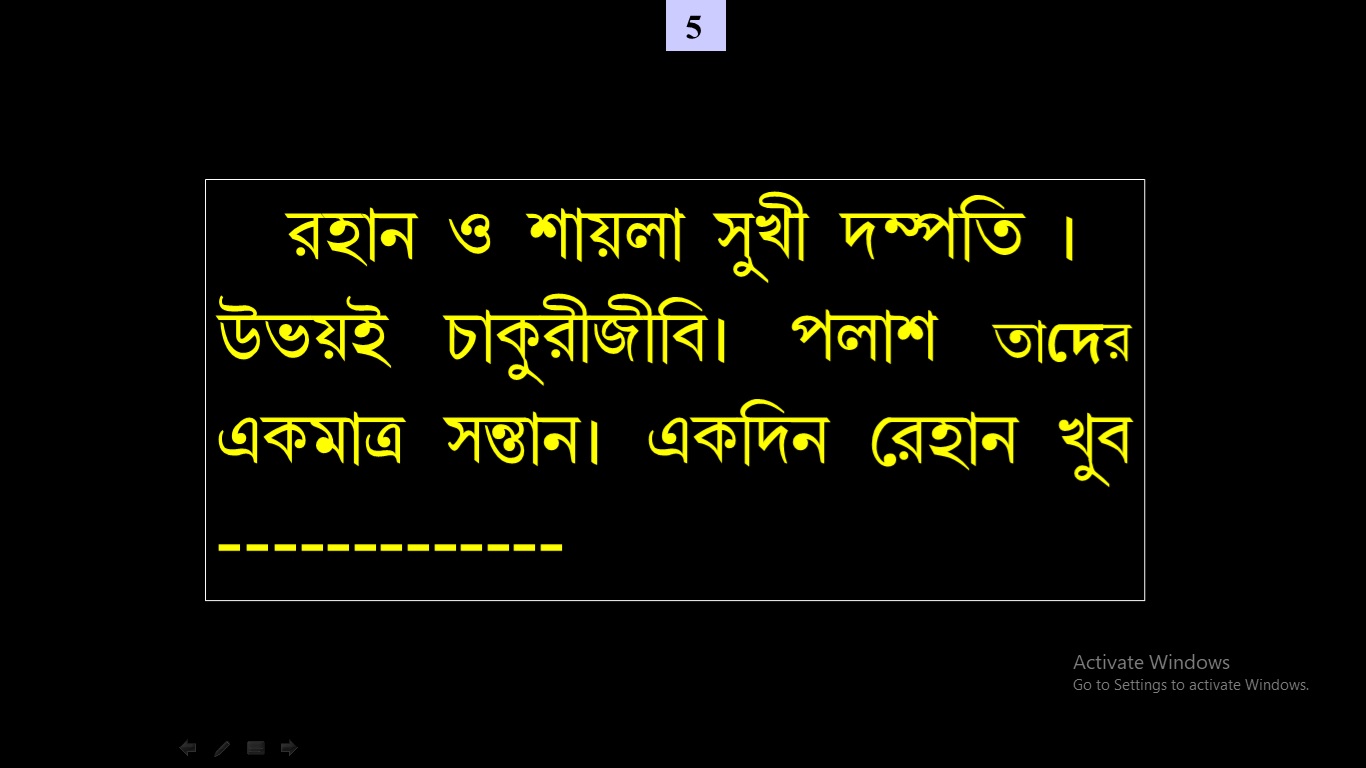 5
রহান ও শায়লা সুখী দম্পতি ।
উভয়ই চাকুরীজীবি। পলাশ তাদের
একমাত্র সন্তান। একদিন রেহান খুব
-------------
Activate Windows
Go to Settings to activate Windows.